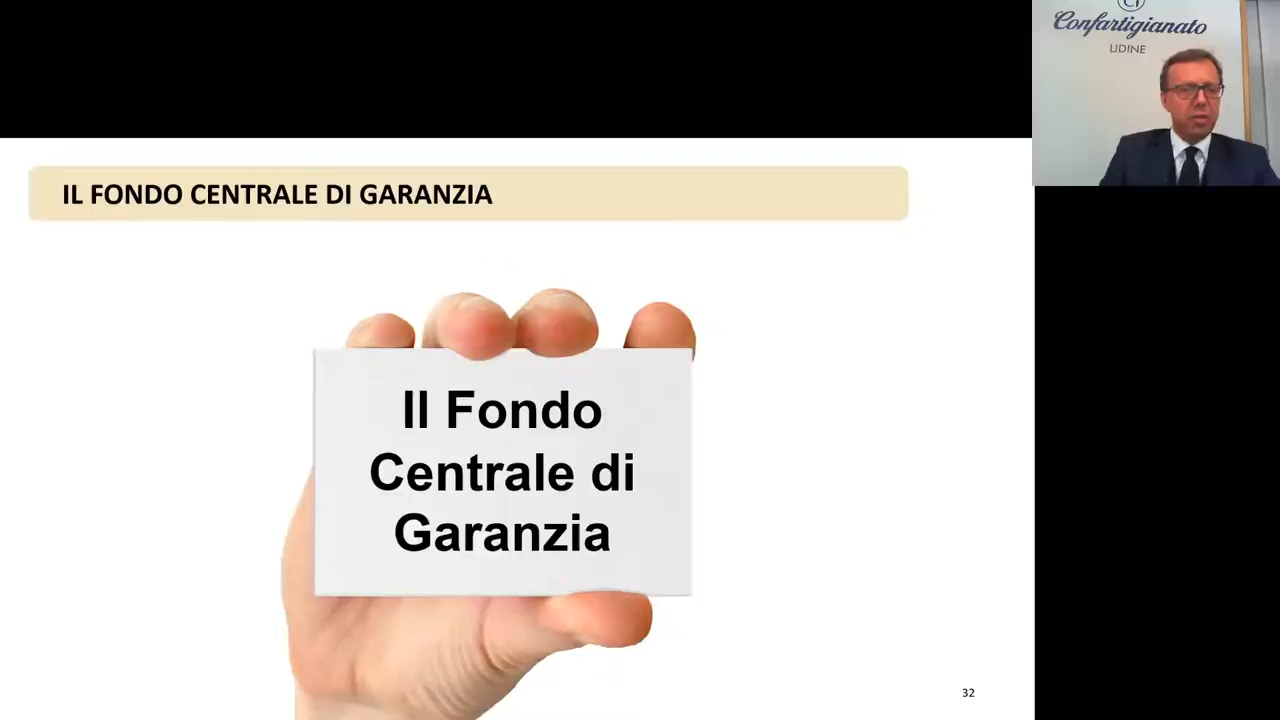 Confartigianato
UDINE
IL FONDO CENTRALE DI GARANZIA
Il Fondo
Centrale di
Garanzia
32